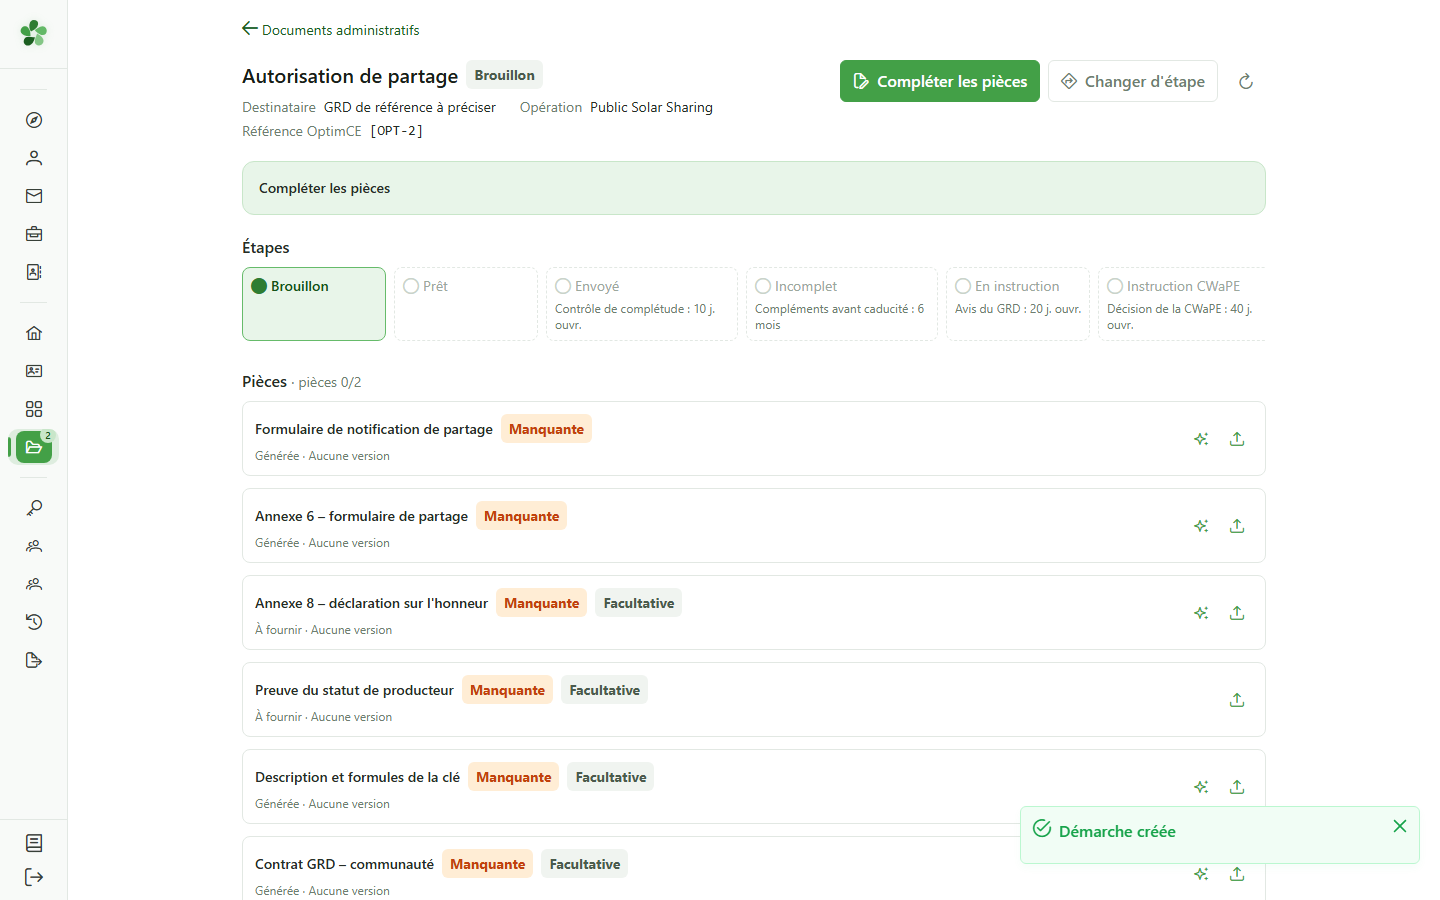 Documents administratifs
Autorisation de partage Brouillon
Compléter les pièces
Changer d'étape
Destinataire GRD de référence à préciser Opération Public Solar Sharing
Référence OptimCE [OPT-2]
Compléter les pièces
Étapes
Brouillon
Prêt
Envoyé
Contrôle de complétude : 10 j.
ouvr.
Incomplet
Compléments avant caducité : 6
mois
En instruction
Avis du GRD : 20 j. ouvr.
Instruction CWaPE
Décision de la CWaPE : 40 j.
ouvr.
2
Pièces · pièces 0/2
Formulaire de notification de partage Manquante
Générée · Aucune version
Annexe 6 – formulaire de partage Manquante
Générée · Aucune version
Annexe 8 – déclaration sur l'honneur Manquante Facultative
À fournir · Aucune version
Preuve du statut de producteur Manquante Facultative
À fournir · Aucune version
Description et formules de la clé Manquante Facultative
Générée · Aucune version
Démarche créée
Contrat GRD – communauté Manquante Facultative
Générée · Aucune version